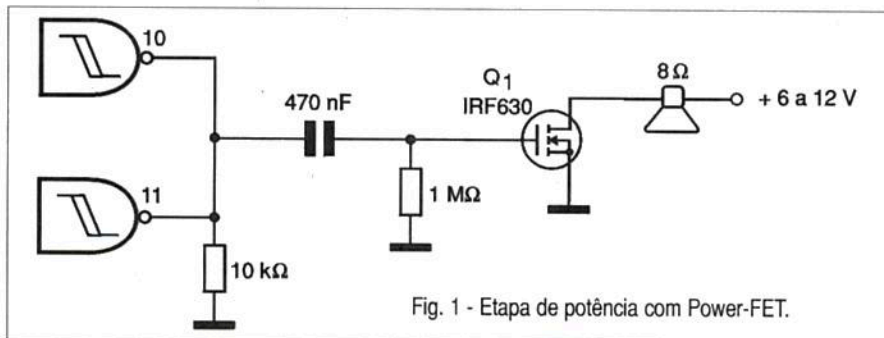 10
470 nF
Q1
IRF630
8 Ω
+ 6 a 12 V
11
1 MΩ
10 kΩ
Fig. 1 - Etapa de potência com Power-FET.